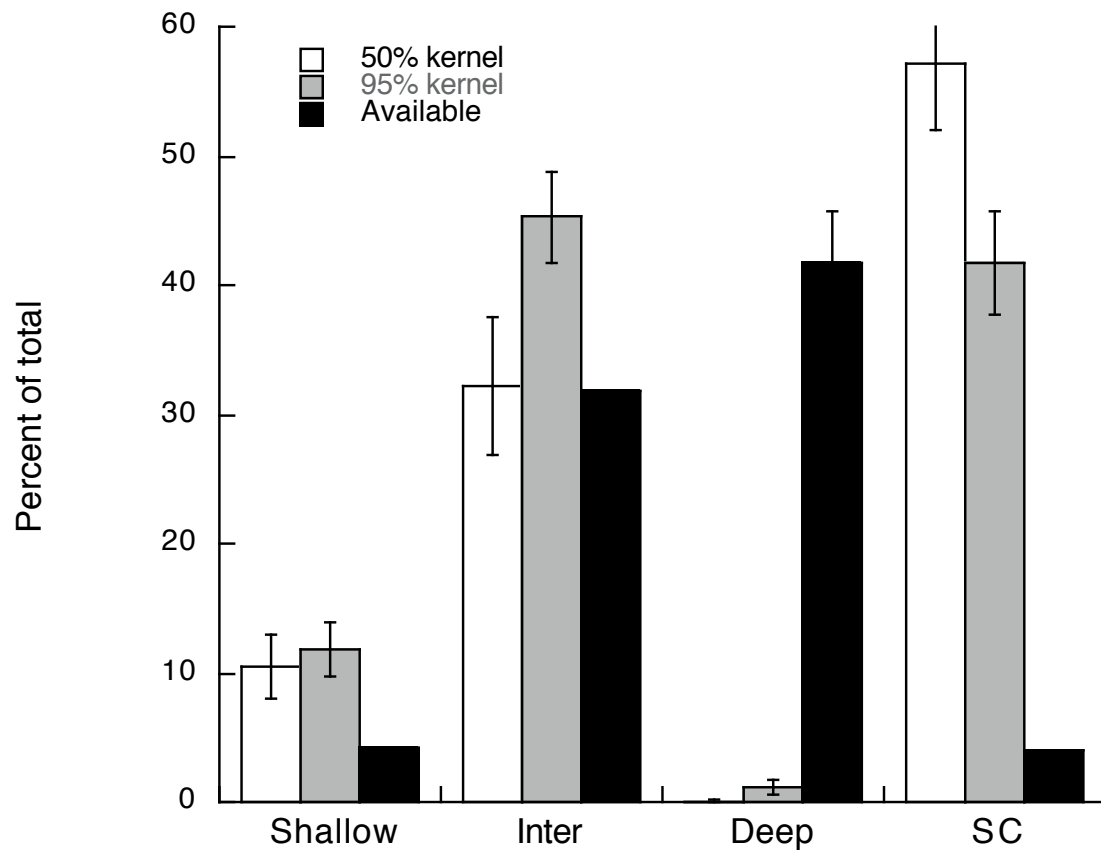 60
50
40
30
20
10
0
Percent of total
50% kernel
95% kernel
Available
Shallow Inter Deep SC